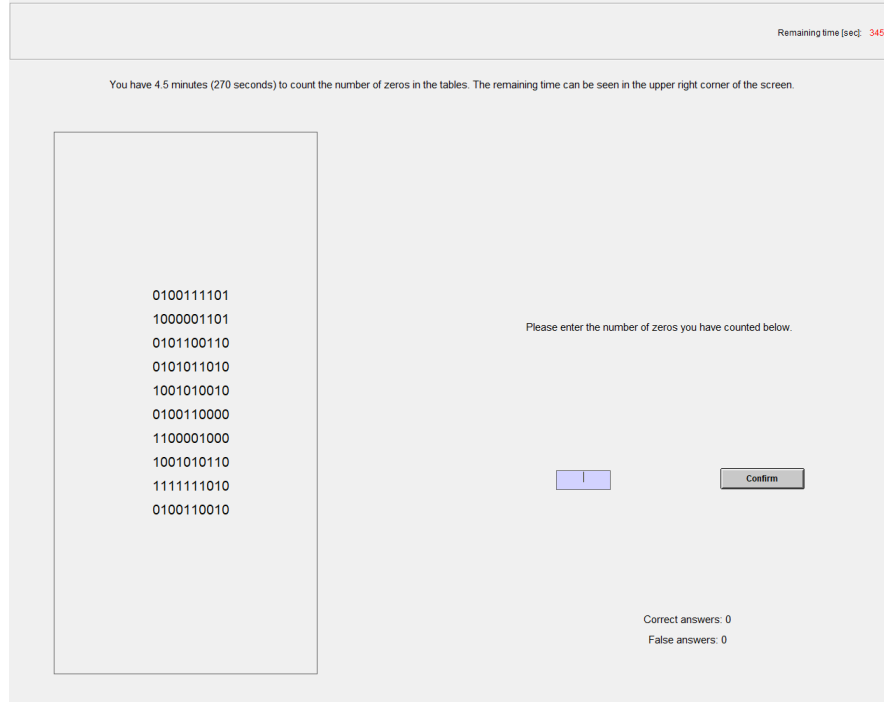 Remaining time [sec]: 345
You have 4.5 minutes (270 seconds) to count the number of zeros in the tables. The remaining time can be seen in the upper right corner of the screen.
0100111101
1000001101
0101100110
0101011010
1001010010
0100110000
1100001000
1001010110
1111111010
0100110010
Please enter the number of zeros you have counted below.
Confirm
Correct answers: 0
False answers: 0